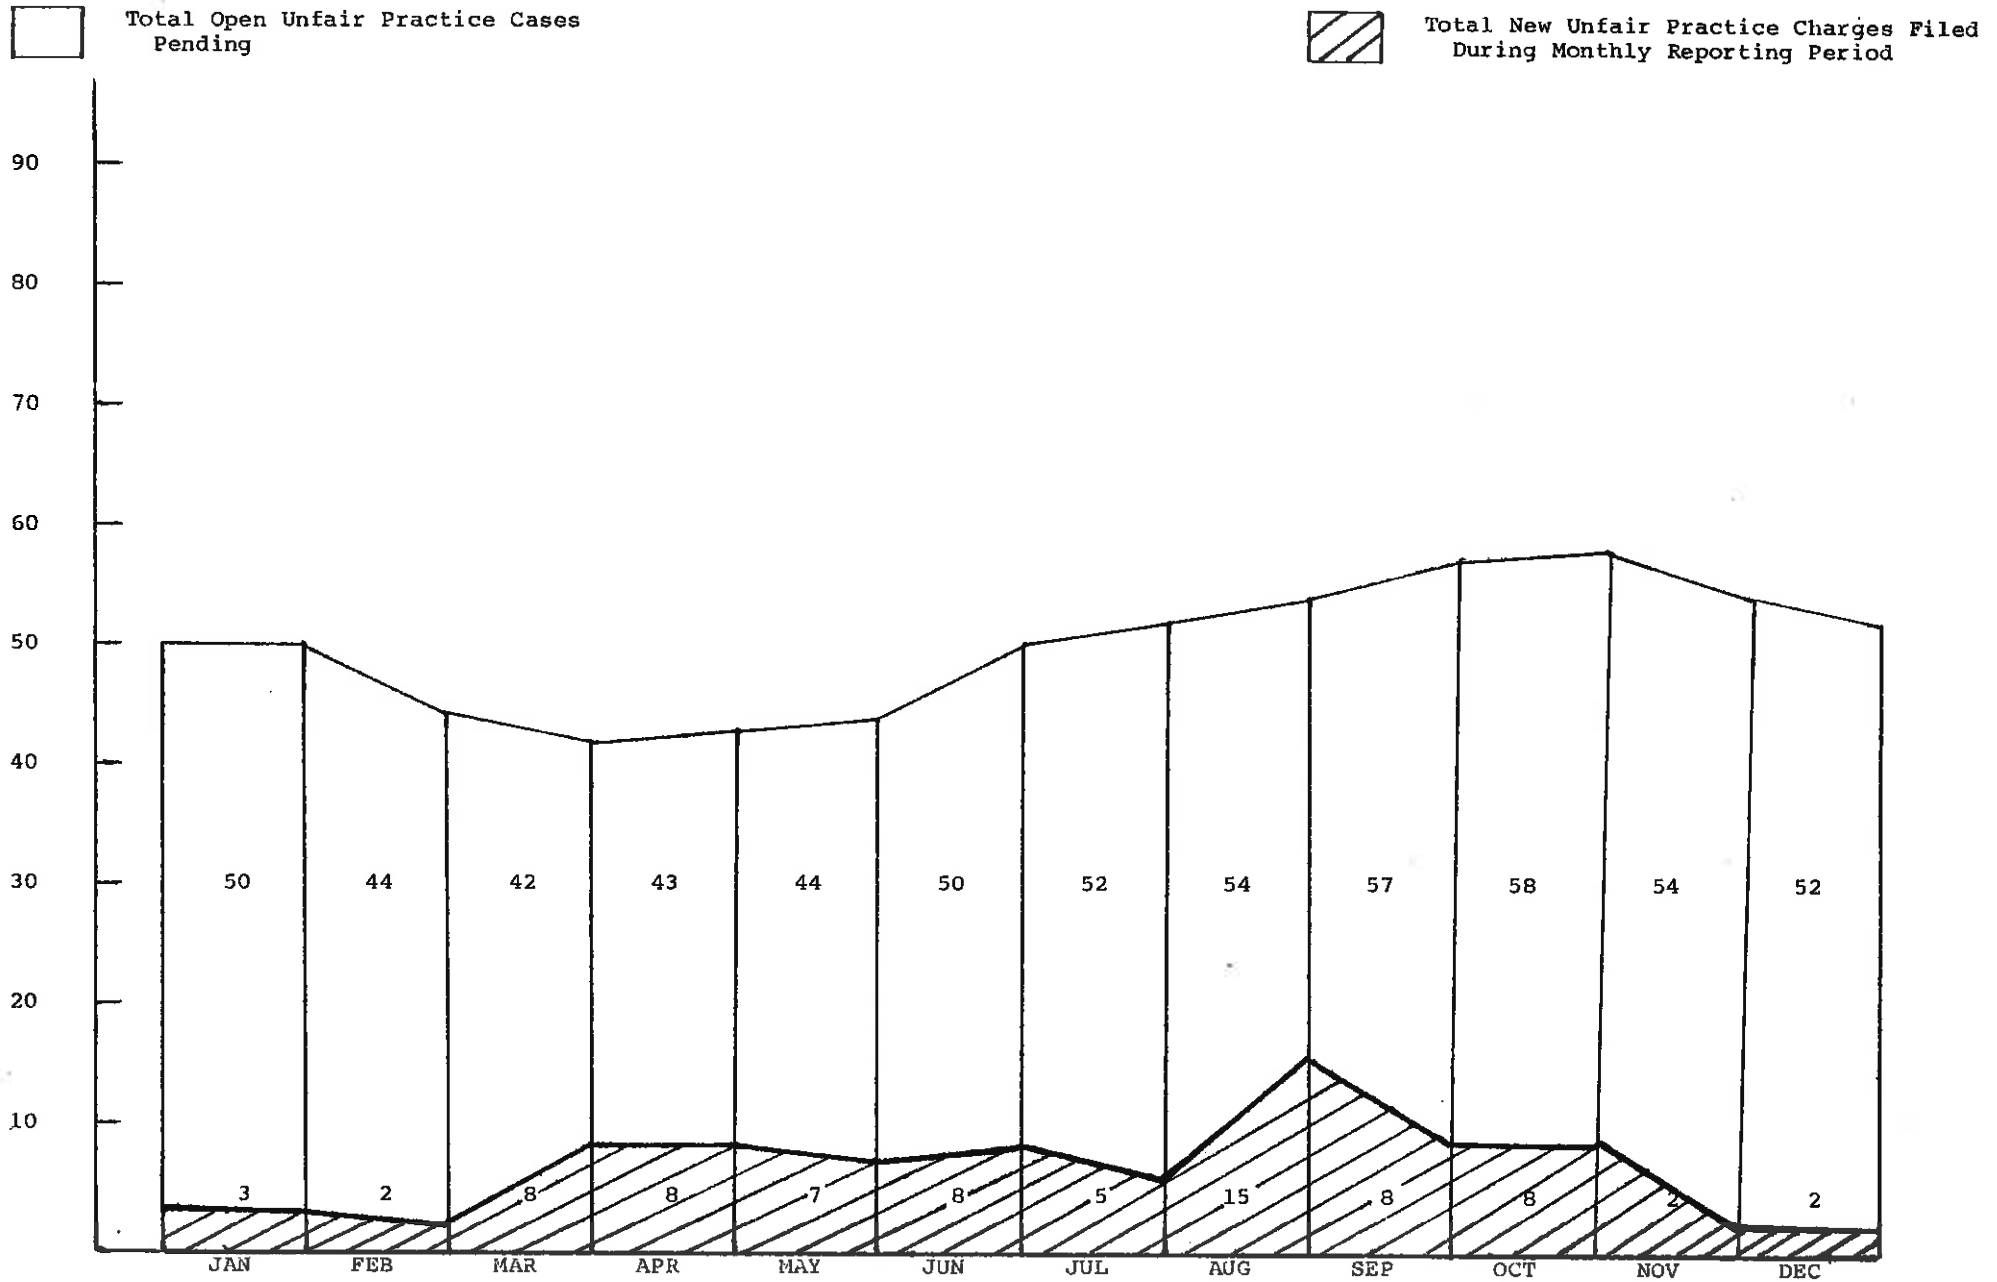 Total Open Unfair Practice Cases
Pending
Total New Unfair Practice Charges Filed
During Monthly Reporting Period
90
80
70
60
50
40
30
20
10
50 44 42 43 44 50 52 54 57 58 54 52
3 2 8 8 7 8 5 15 8 8 2 2
JAN FEB MAR APR MAY JUN JUL AUG SEP OCT NOV DEC